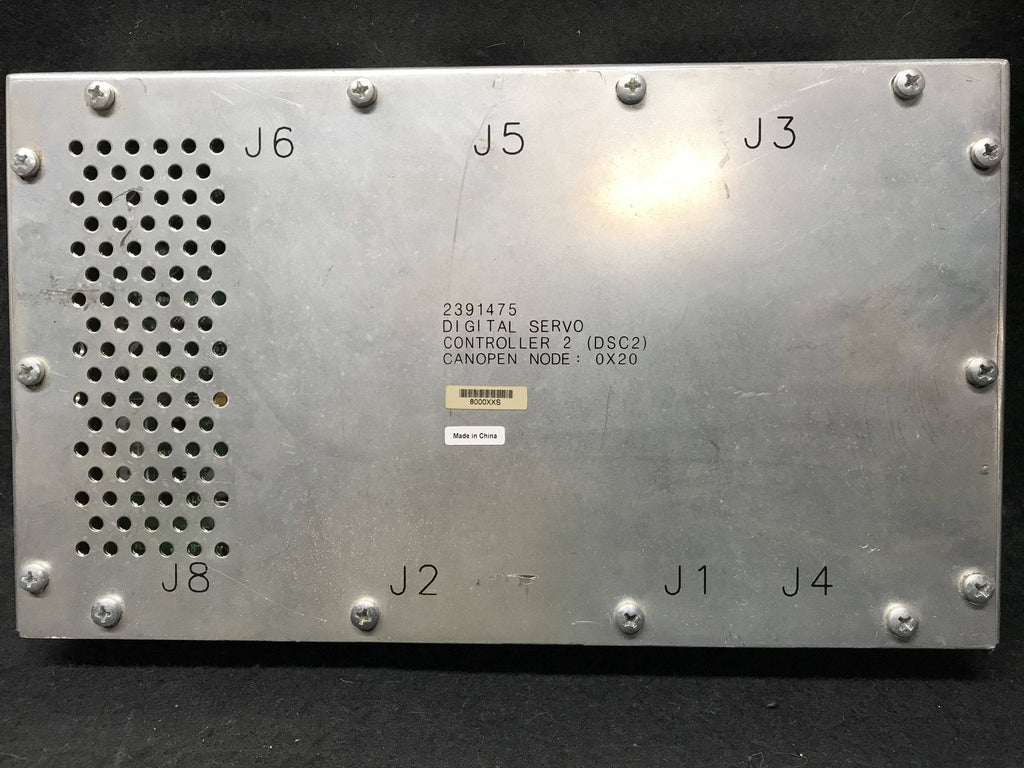 J6 J5 J3
2391475
DIGITAL SERVO
CONTROLLER 2 (DSC2)
CANOPEN NODE: 0X20
8000XXS
Made in China
J8 J2 J1 J4